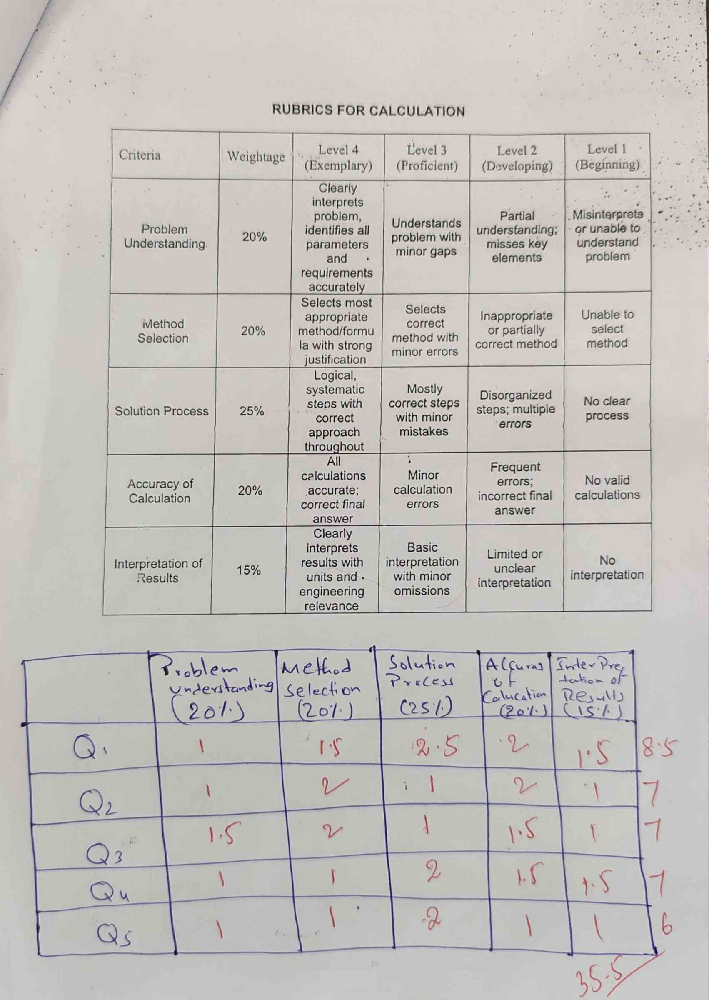 RUBRICS FOR CALCULATION
Criteria Weightage Level 4 (Exemplary) Level 3 (Proficient) Level 2 (Developing) Level 1 (Beginning)
Problem Understanding 20% Clearly interprets problem, identifies all parameters and requirements accurately Understands problem with minor gaps Partial understanding; misses key elements Misinterprets or unable to understand problem
Method Selection 20% Selects most appropriate method/formu la with strong justification Selects correct method with minor errors Inappropriate or partially correct method Unable to select method
Solution Process 25% Logical, systematic steps with correct approach throughout Mostly correct steps with minor mistakes Disorganized steps; multiple errors No clear process
Accuracy of Calculation 20% All calculations accurate; correct final answer Minor calculation errors Frequent errors; incorrect final answer No valid calculations
Interpretation of Results 15% Clearly interprets results with units and engineering relevance Basic interpretation with minor omissions Limited or unclear interpretation No interpretation
Problem understanding (20%) Method selection (20%) Solution Process (25%) of Calucation (20%) InterPre tation of Results (15%)
Q1 1 1.5 2.5 2 1.5 8.5
Q2 1 2 1 2 1 7
Q3 1.5 2 1 1.5 1 7
Q4 1 1 2 1.5 1.5 7
Q5 1 1 2 1 1 6
35.5